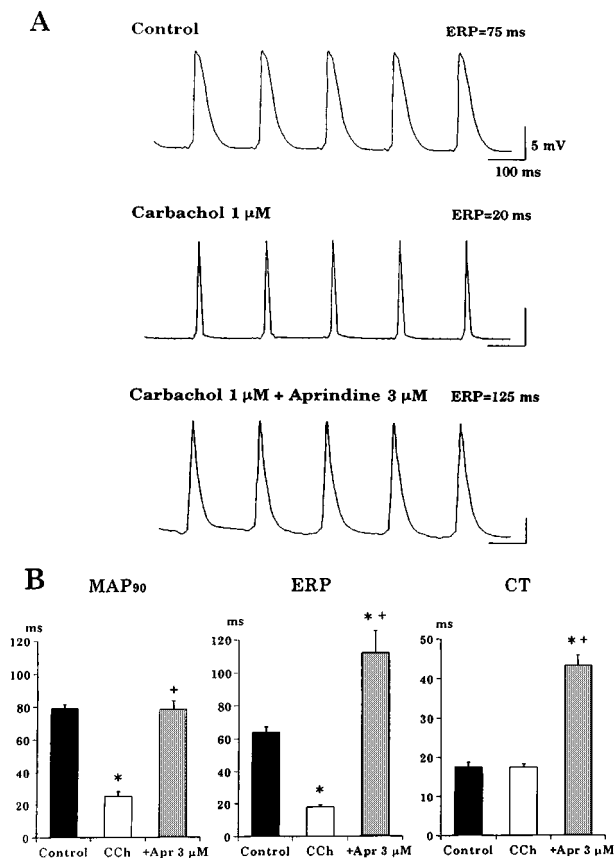 A
Control ERP=75 ms
5 mV
100 ms
Carbachol 1 µM ERP=20 ms
Carbachol 1 µM + Aprindine 3 µM ERP=125 ms
B
MAP90 ERP CT
ms ms ms
120 120 50
100 100 40
80 80 30
60 60 20
40 40 10
20 20 0
0 0
* + * * + * +
Control CCh +Apr 3 µM Control CCh +Apr 3 µM Control CCh +Apr 3 µM